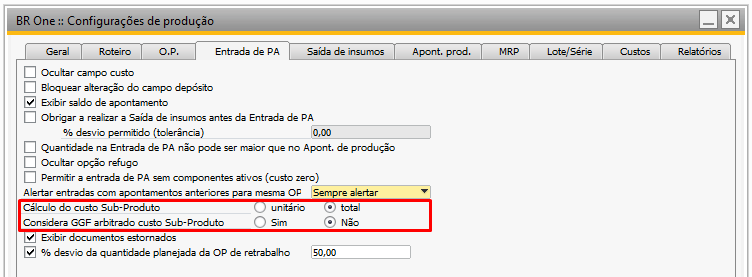 BR One :: Configurações de produção
Geral Roteiro O.P. Entrada de PA Saída de insumos Apont. prod. MRP Lote/Série Custos Relatórios
Ocultar campo custo
Bloquear alteração do campo depósito
Exibir saldo de apontamento
Obrigar a realizar a Saída de insumos antes da Entrada de PA
% desvio permitido (tolerância) 0,00
Quantidade na Entrada de PA não pode ser maior que no Apont. de produção
Ocultar opção refugo
Permitir a entrada de PA sem componentes ativos (custo zero)
Alertar entradas com apontamentos anteriores para mesma OP Sempre alertar
Cálculo do custo Sub-Produto unitário total
Considera GGF arbitrado custo Sub-Produto Sim Não
Exibir documentos estornados
% desvio da quantidade planejada da OP de retrabalho 50,00